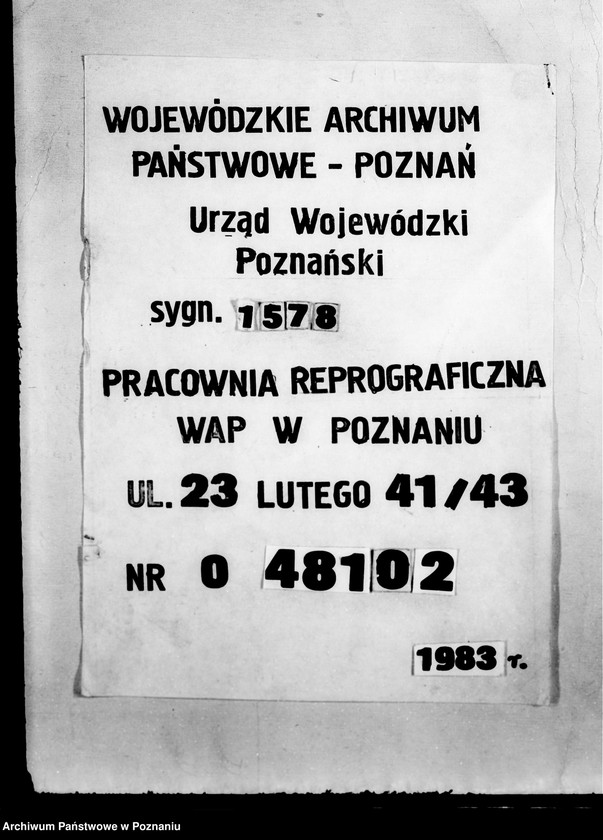 WOJEWÓDZKIE ARCHIWUM
PAŃSTWOWE - POZNAŃ
Urząd Wojewódzki
Poznański
sygn. 1578
PRACOWNIA REPROGRAFICZNA
WAP W POZNANIU
UL. 23 LUTEGO 41/43
NR 0 48102
1983 r.
Archiwum Państwowe w Poznaniu